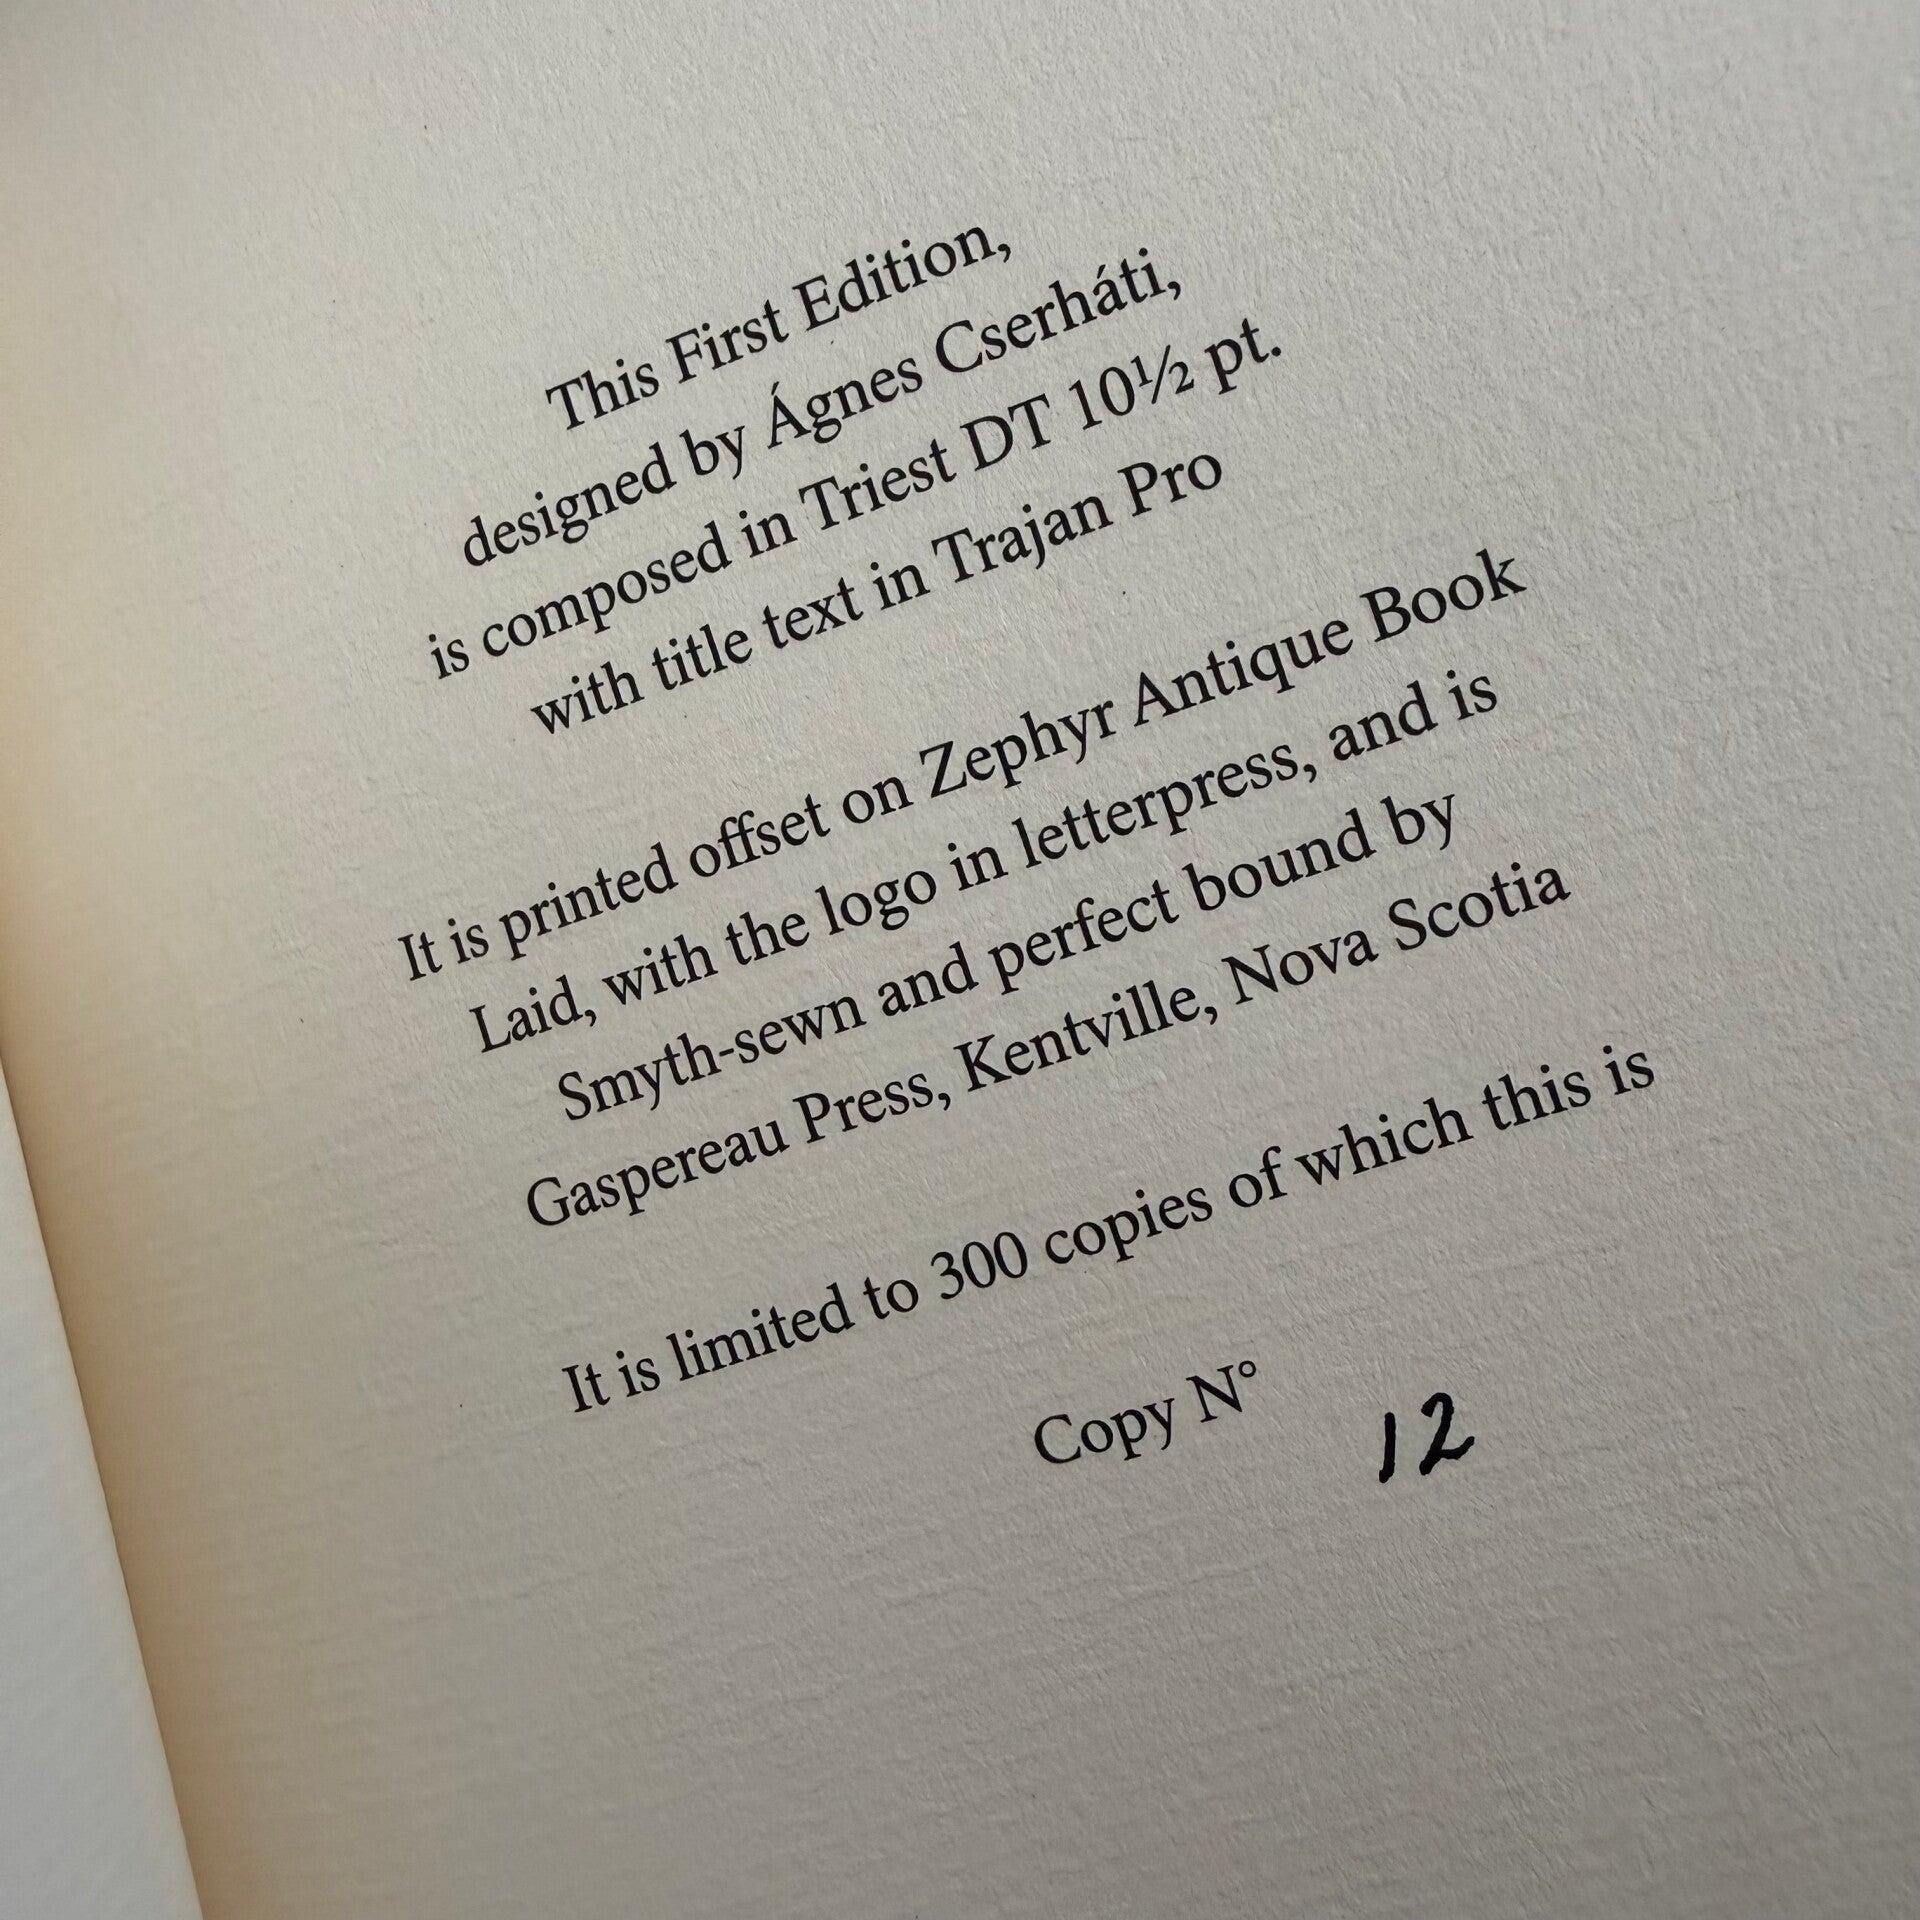 This First Edition,
designed by Ágnes Cserháti,
is composed in Triest DT 10½ pt.
with title text in Trajan Pro
It is printed offset on Zephyr Antique Book
Laid, with the logo in letterpress, and is
Smyth-sewn and perfect bound by
Gaspereau Press, Kentville, Nova Scotia
It is limited to 300 copies of which this is
Copy N° 12